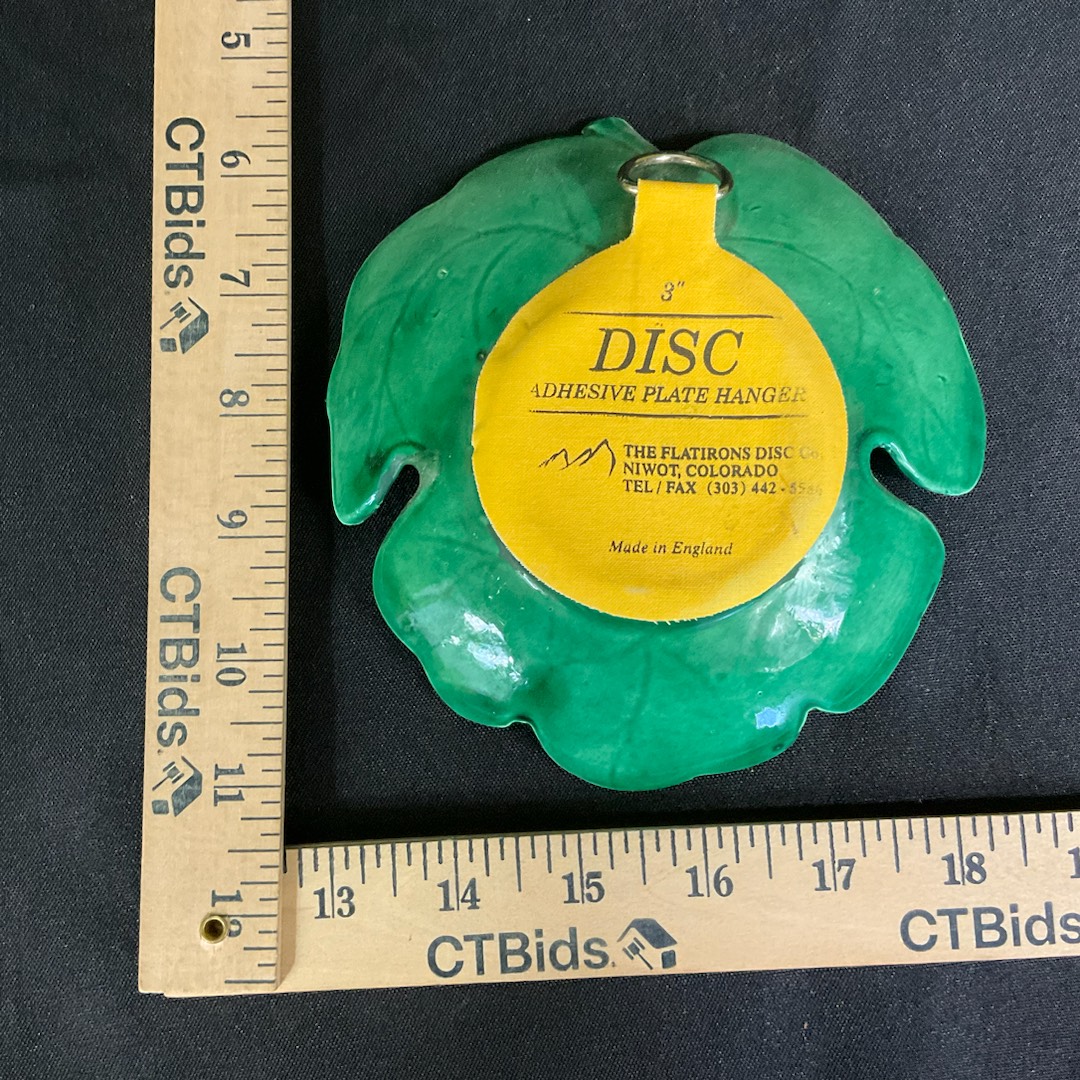 5
6
7
8
9
10
11
CTBids.
CTBids.
3"
DISC
ADHESIVE PLATE HANGER
THE FLATIRONS DISC
NIWOT, COLORADO
TEL / FAX (303) 442 -
Made in England
13 14 15 16 17 18
CTBids.
CTBids